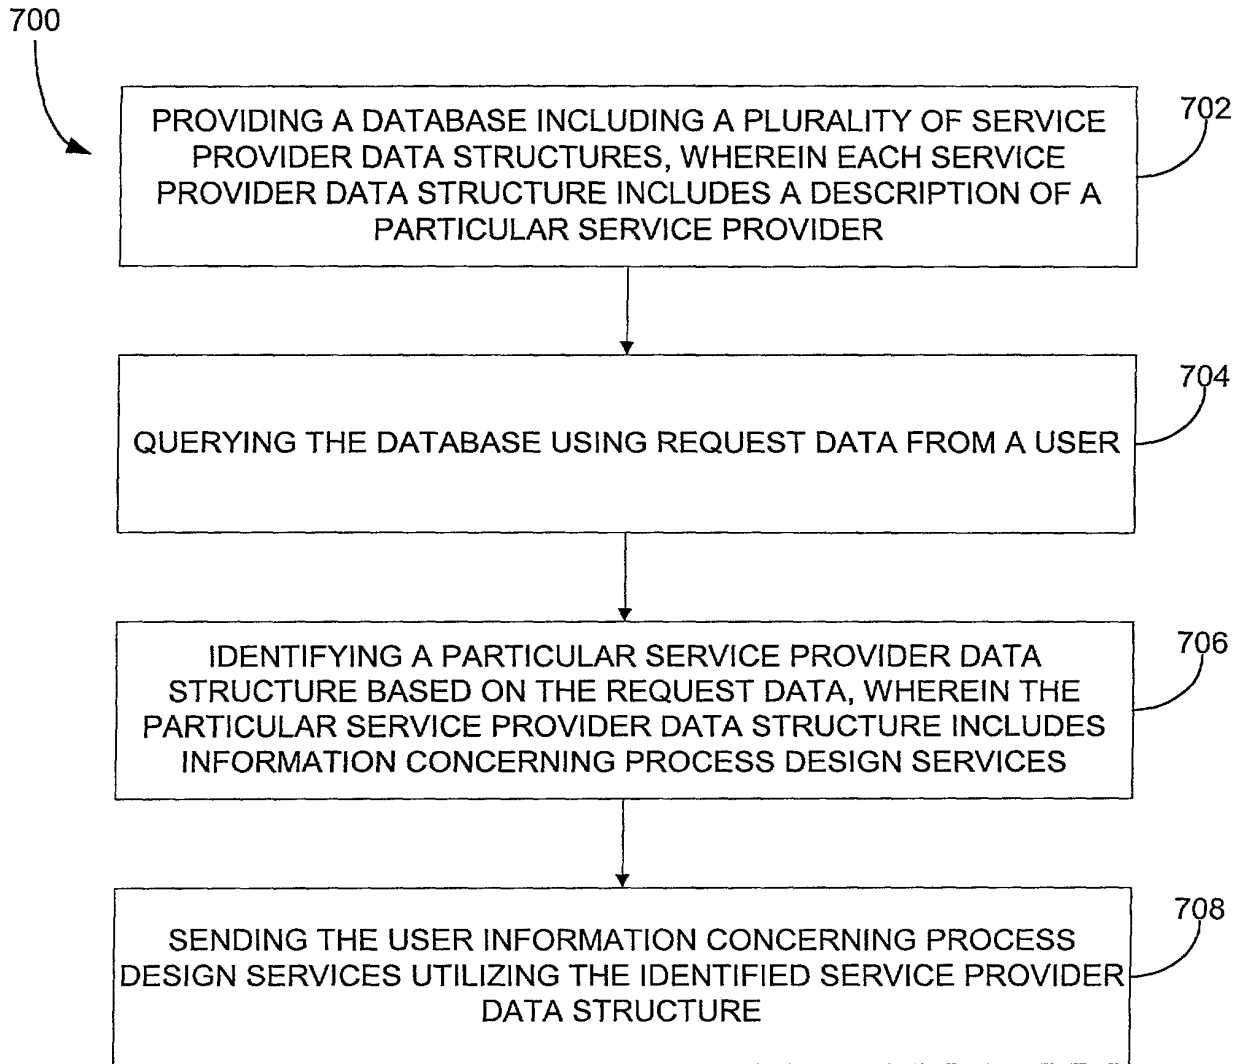 700
702
PROVIDING A DATABASE INCLUDING A PLURALITY OF SERVICE
PROVIDER DATA STRUCTURES, WHEREIN EACH SERVICE
PROVIDER DATA STRUCTURE INCLUDES A DESCRIPTION OF A
PARTICULAR SERVICE PROVIDER
704
QUERYING THE DATABASE USING REQUEST DATA FROM A USER
706
IDENTIFYING A PARTICULAR SERVICE PROVIDER DATA
STRUCTURE BASED ON THE REQUEST DATA, WHEREIN THE
PARTICULAR SERVICE PROVIDER DATA STRUCTURE INCLUDES
INFORMATION CONCERNING PROCESS DESIGN SERVICES
708
SENDING THE USER INFORMATION CONCERNING PROCESS
DESIGN SERVICES UTILIZING THE IDENTIFIED SERVICE PROVIDER
DATA STRUCTURE